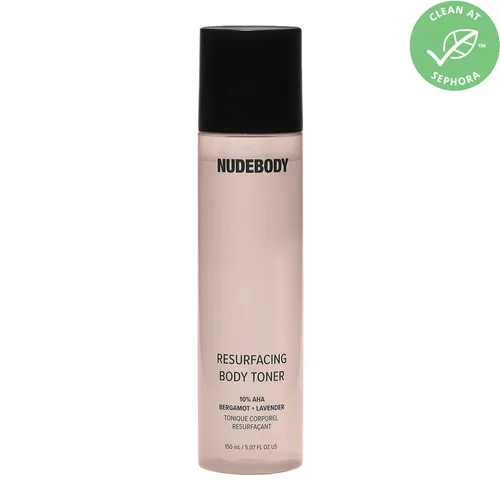 CLEAN AT
SEPHORA
™
NUDEBODY
RESURFACING
BODY TONER
10% AHA
BERGAMOT + LAVENDER
TONIQUE CORPOREL
RESURFAÇANT
150 mL / 5.07 FL OZ US